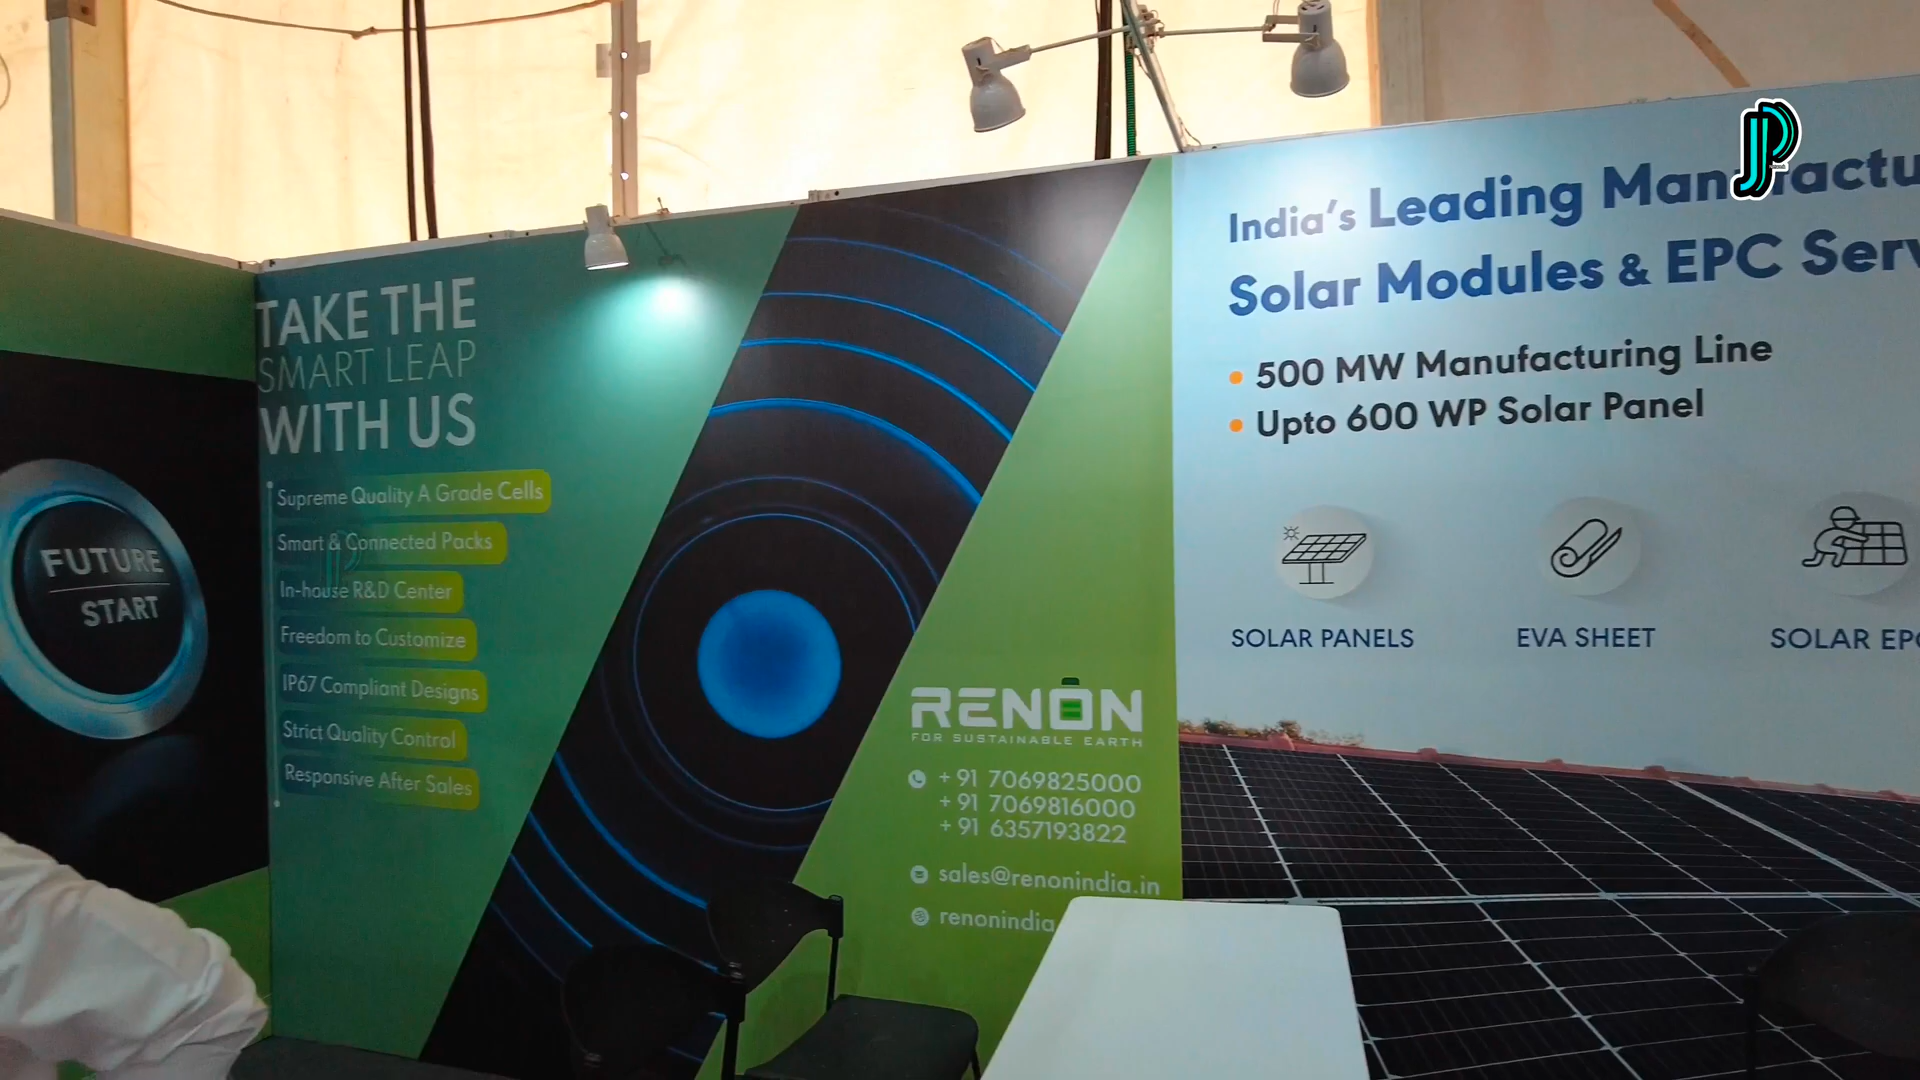 FUTURE
START
TAKE THE
SMART LEAP
WITH US
Supreme Quality A Grade Cells
Smart & Connected Packs
In-house R&D Center
Freedom to Customize
IP67 Compliant Designs
Strict Quality Control
Responsive After Sales
RENON
FOR SUSTAINABLE EARTH
+ 91 7069825000
+ 91 7069816000
+ 91 6357193822
sales@renonindia.in
renonindia
India's Leading
Solar Modules & EPC
• 500 MW Manufacturing Line
• Upto 600 WP Solar Panel
SOLAR PANELS
EVA SHEET
SOLAR